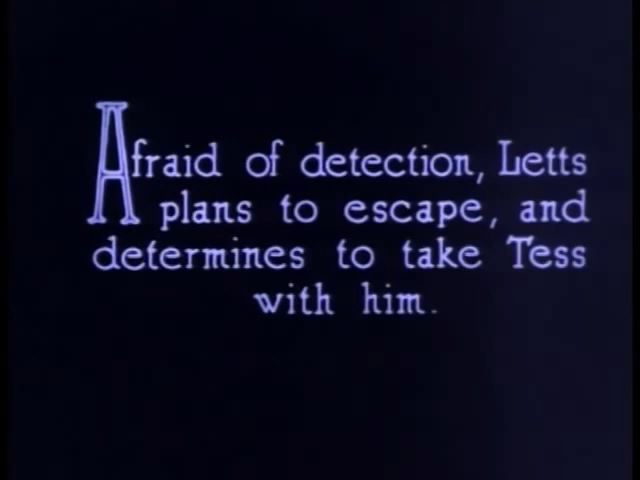 Afraid of detection, Letts
plans to escape, and
determines to take Tess
with him.